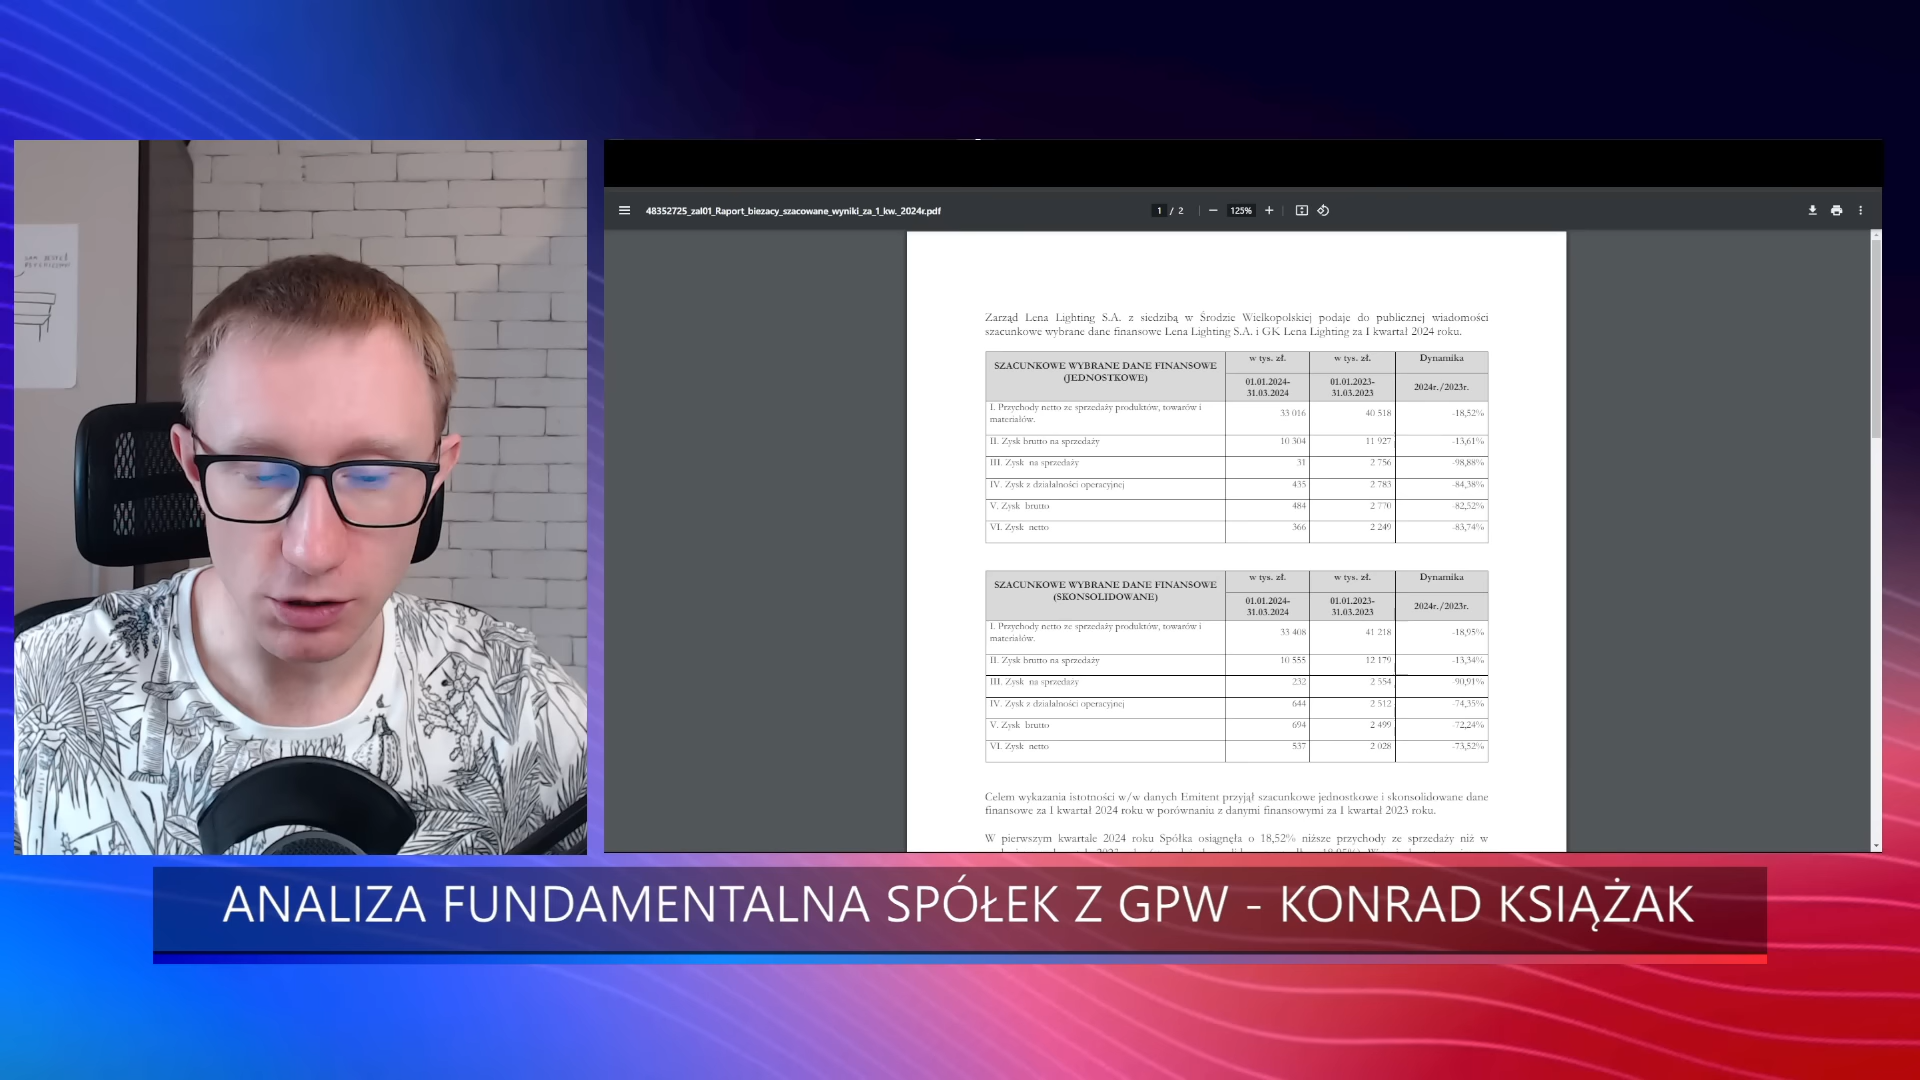 48352725_zal01_Raport_biezacy_szacowane_wyniki_za_1_kw._2024r.pdf
1 / 2
125%
Zarząd Lena Lighting S.A. z siedzibą w Środzie Wielkopolskiej podaje do publicznej wiadomości
szacunkowe wybrane dane finansowe Lena Lighting S.A. i GK Lena Lighting za I kwartał 2024 roku.
SZACUNKOWE WYBRANE DANE FINANSOWE (JEDNOSTKOWE) w tys. zł. w tys. zł. Dynamika
01.01.2024-31.03.2024 01.01.2023-31.03.2023 2024r./2023r.
I. Przychody netto ze sprzedaży produktów, towarów i materiałów. 33 016 40 518 -18,52%
II. Zysk brutto na sprzedaży 10 304 11 927 -13,61%
III. Zysk na sprzedaży 31 2 756 -98,88%
IV. Zysk z działalności operacyjnej 435 2 783 -84,38%
V. Zysk brutto 484 2 770 -82,52%
VI. Zysk netto 366 2 249 -83,74%
SZACUNKOWE WYBRANE DANE FINANSOWE (SKONSOLIDOWANE) w tys. zł. w tys. zł. Dynamika
01.01.2024-31.03.2024 01.01.2023-31.03.2023 2024r./2023r.
I. Przychody netto ze sprzedaży produktów, towarów i materiałów. 33 408 41 218 -18,95%
II. Zysk brutto na sprzedaży 10 555 12 179 -13,34%
III. Zysk na sprzedaży 232 2 554 -90,91%
IV. Zysk z działalności operacyjnej 644 2 512 -74,35%
V. Zysk brutto 694 2 499 -72,24%
VI. Zysk netto 537 2 028 -73,52%
Celem wykazania istotności w/w danych Emitent przyjął szacunkowe jednostkowe i skonsolidowane dane
finansowe za I kwartał 2024 roku w porównaniu z danymi finansowymi za I kwartał 2023 roku.
W pierwszym kwartale 2024 roku Spółka osiągnęła o 18,52% niższe przychody ze sprzedaży niż w
ANALIZA FUNDAMENTALNA SPÓŁEK Z GPW - KONRAD KSIĄŻAK